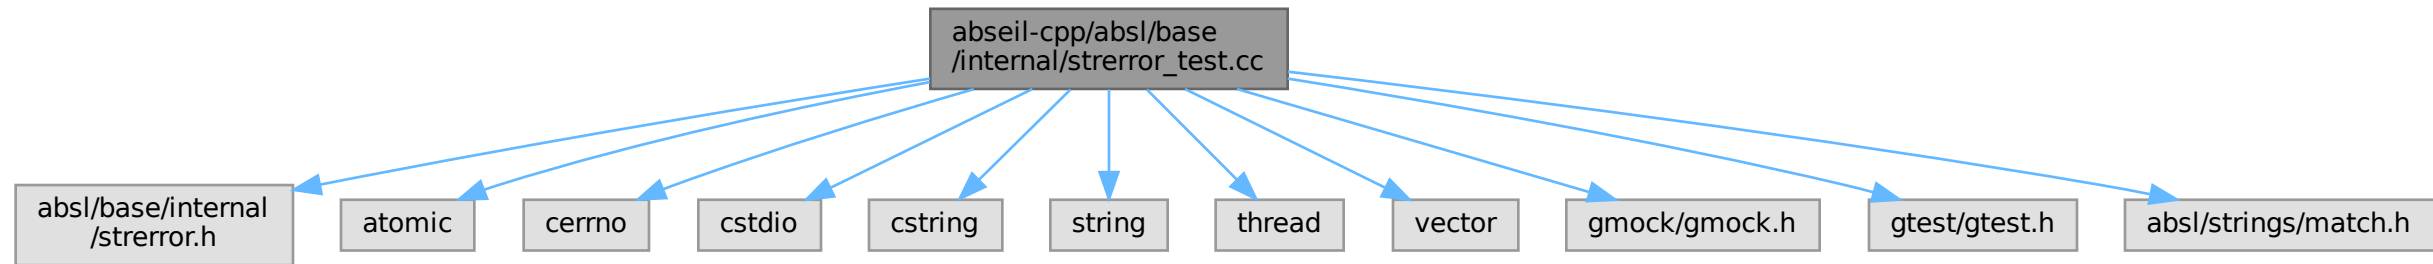 abseil-cpp/absl/base
/internal/strerror_test.cc
absl/base/internal
/strerror.h
atomic
cerrno
cstdio
cstring
string
thread
vector
gmock/gmock.h
gtest/gtest.h
absl/strings/match.h